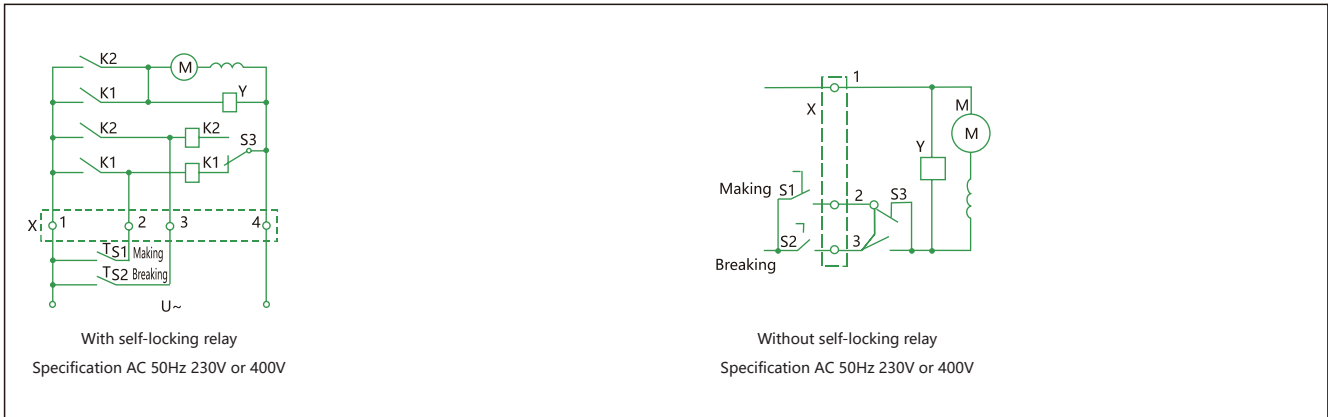 K2
M
K1
Y
K2
K2
S3
K1
K1
X
1
2
3
4
T
S1 Making
T
S2 Breaking
U~
With self-locking relay
Specification AC 50Hz 230V or 400V
1
X
M
M
Y
Making S1
2
S3
S2
3
Breaking
Without self-locking relay
Specification AC 50Hz 230V or 400V